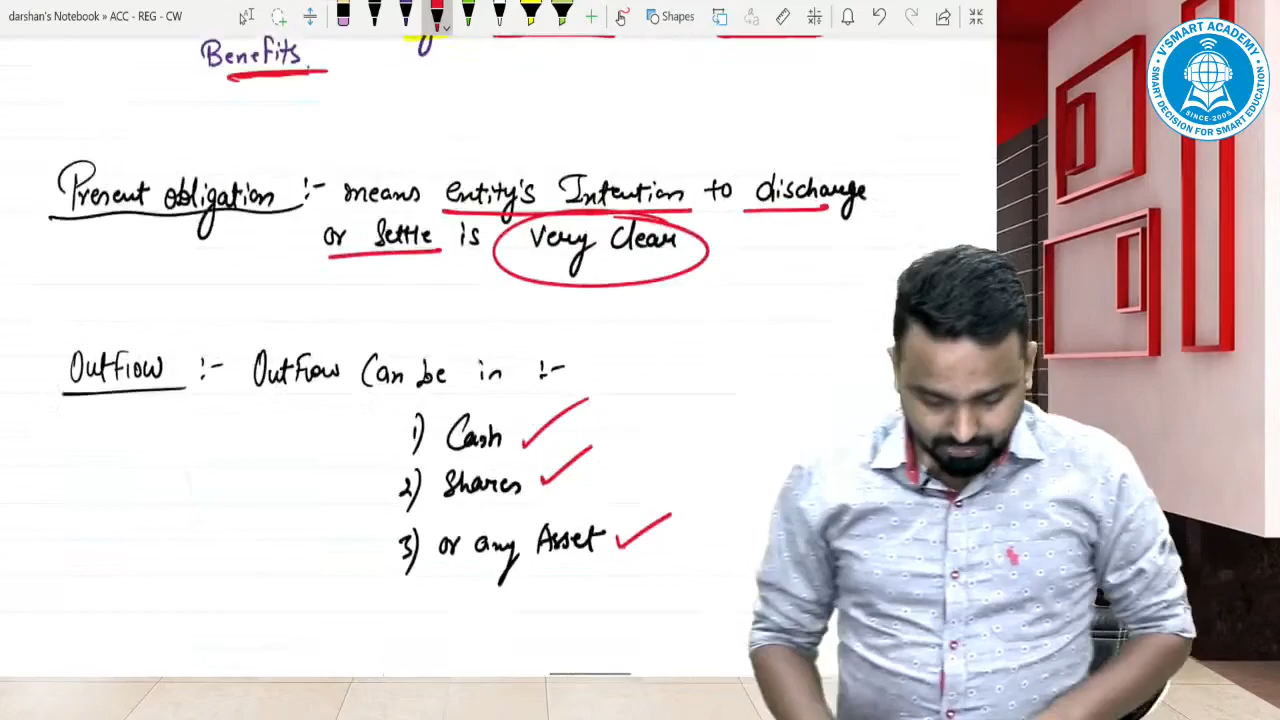 darshan's Notebook » ACC - REG - CW
Shapes
Benefits
Present obligation :- means entity's Intention to discharge
or Settle is very clear
Outflow :- Outflow Can be in :-
1) Cash
2) Shares
3) or any Asset
V'SMART ACADEMY
SINCE-2005
SMART DECISION FOR SMART EDUCATION